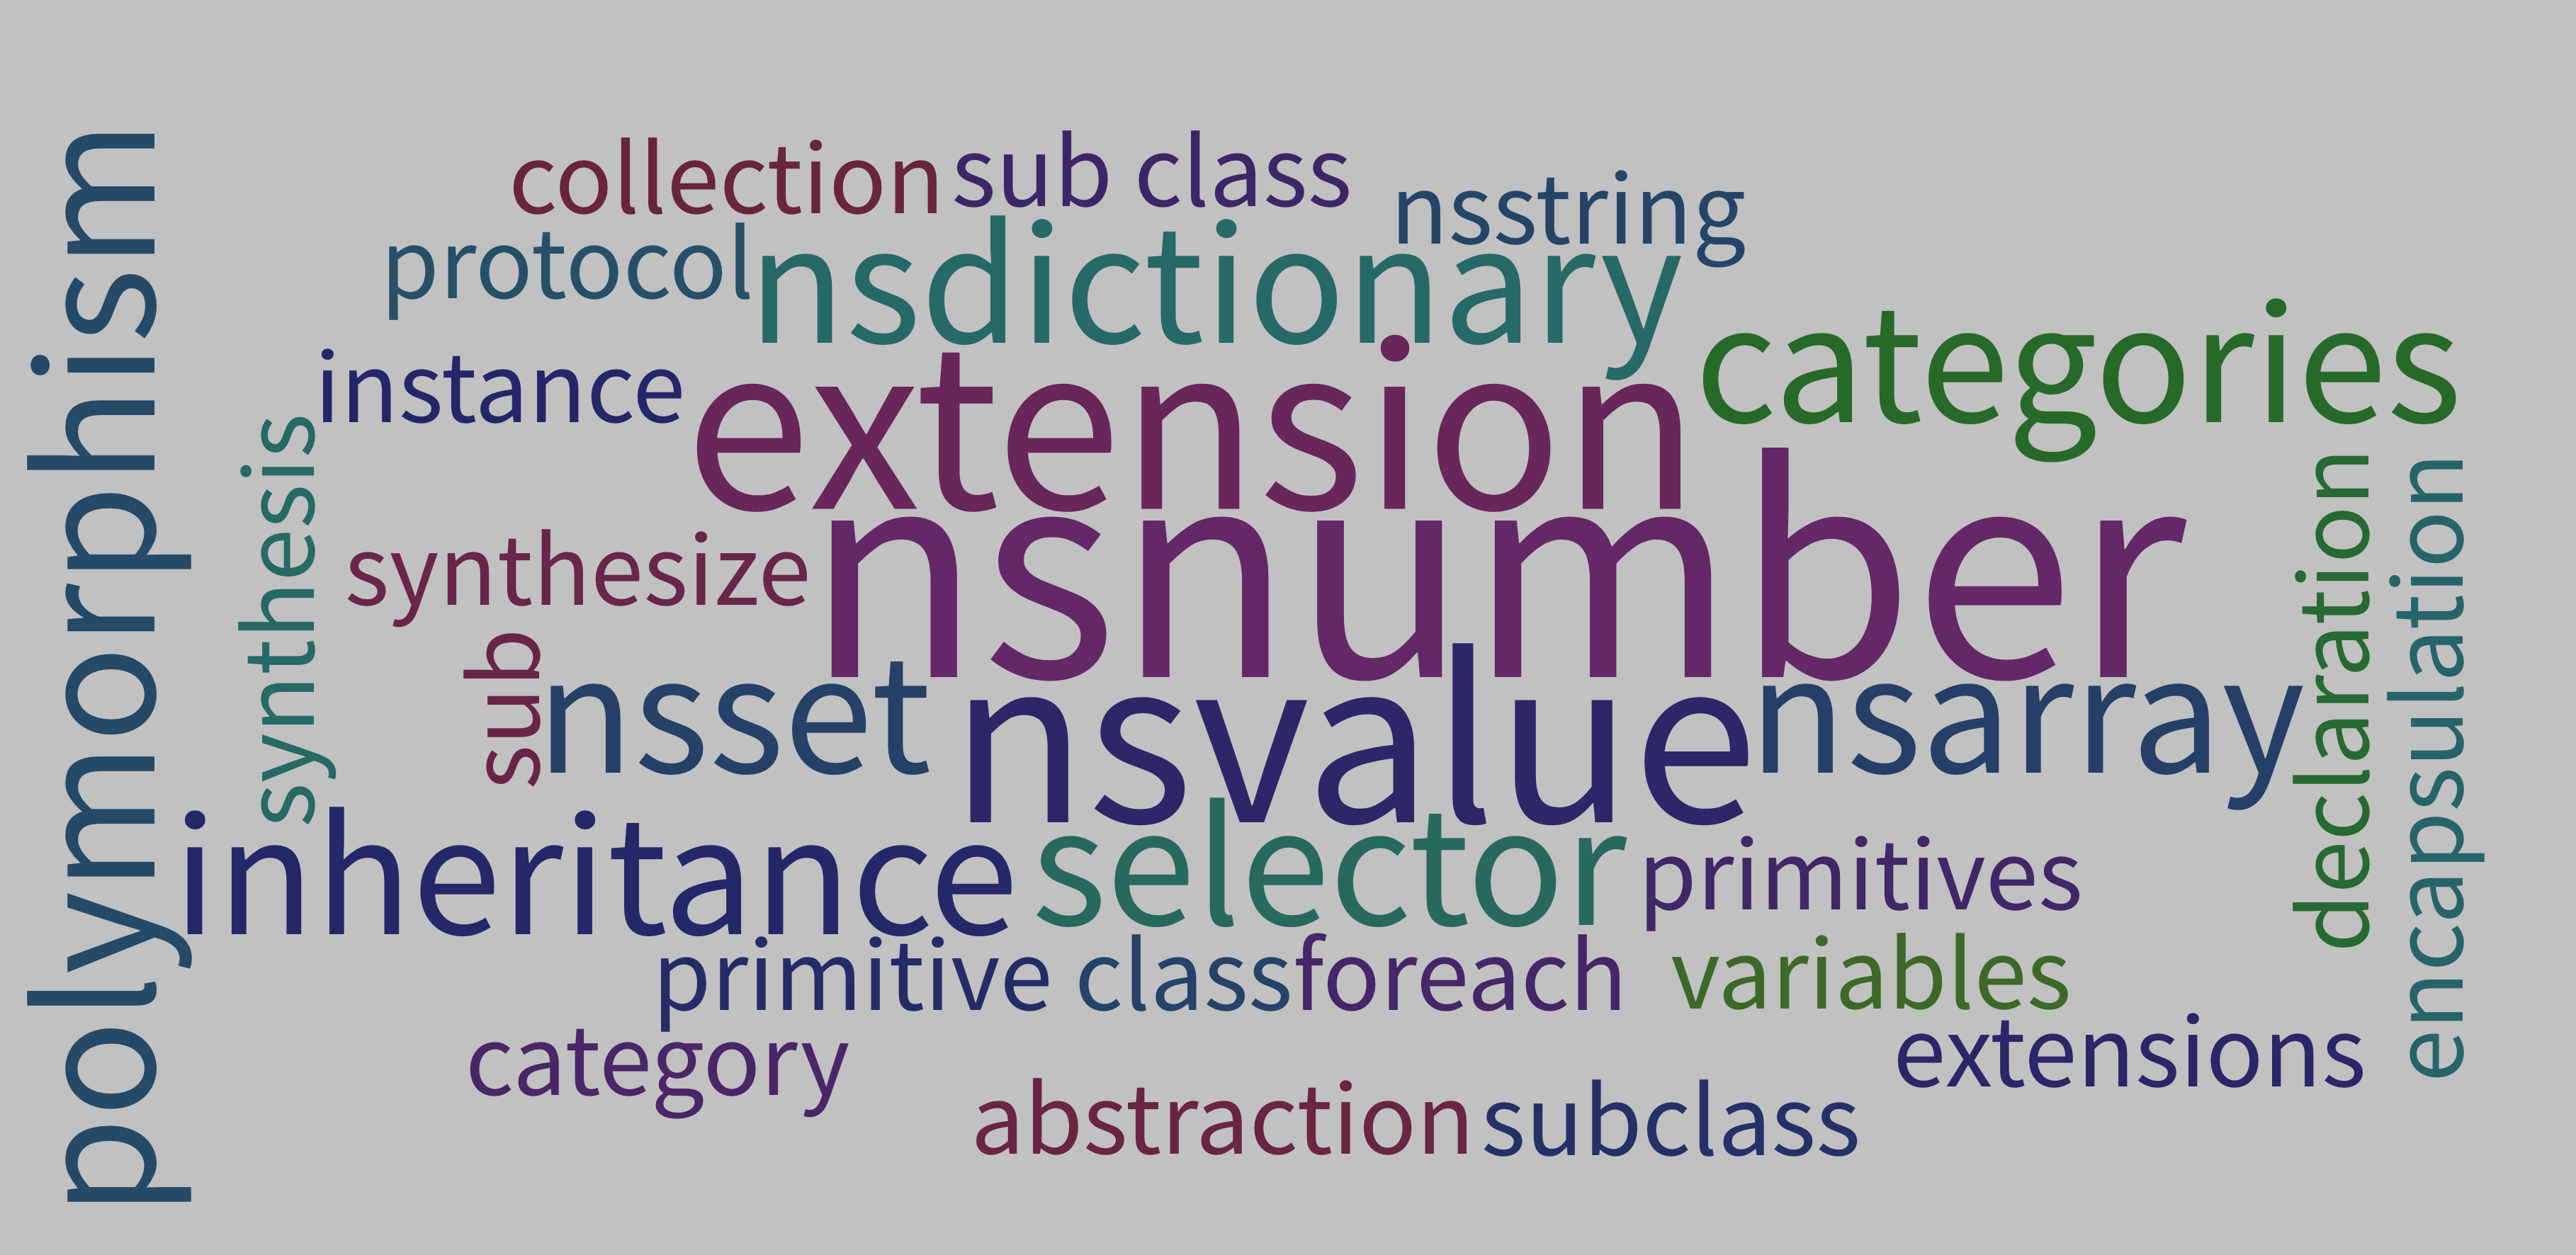 polymorphism
collection
sub class
nsstring
protocol
nsdictionary
categories
instance
extension
synthesis
synthesize
nsnumber
declaration
encapsulation
sub
nsset
nsvalue
nsarray
inheritance
selector
primitives
primitive
class
foreach
variables
category
extensions
abstraction
subclass